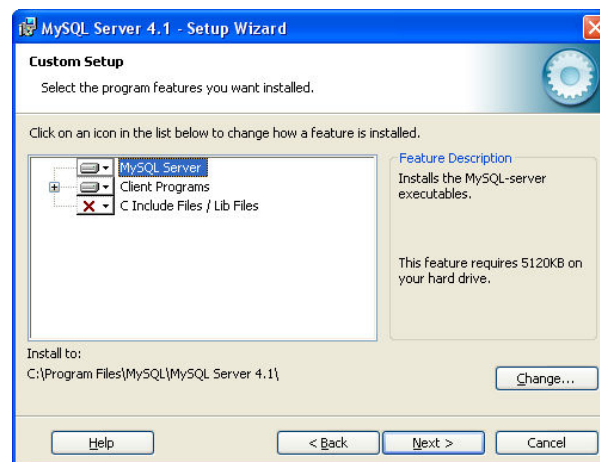 MySQL Server 4.1 - Setup Wizard
Custom Setup
Select the program features you want installed.
Click on an icon in the list below to change how a feature is installed.
MySQL Server
Client Programs
C Include Files / Lib Files
Feature Description
Installs the MySQL-server
executables.
This feature requires 5120KB on
your hard drive.
Install to:
C:\Program Files\MySQL\MySQL Server 4.1\
Change...
Help
< Back
Next >
Cancel